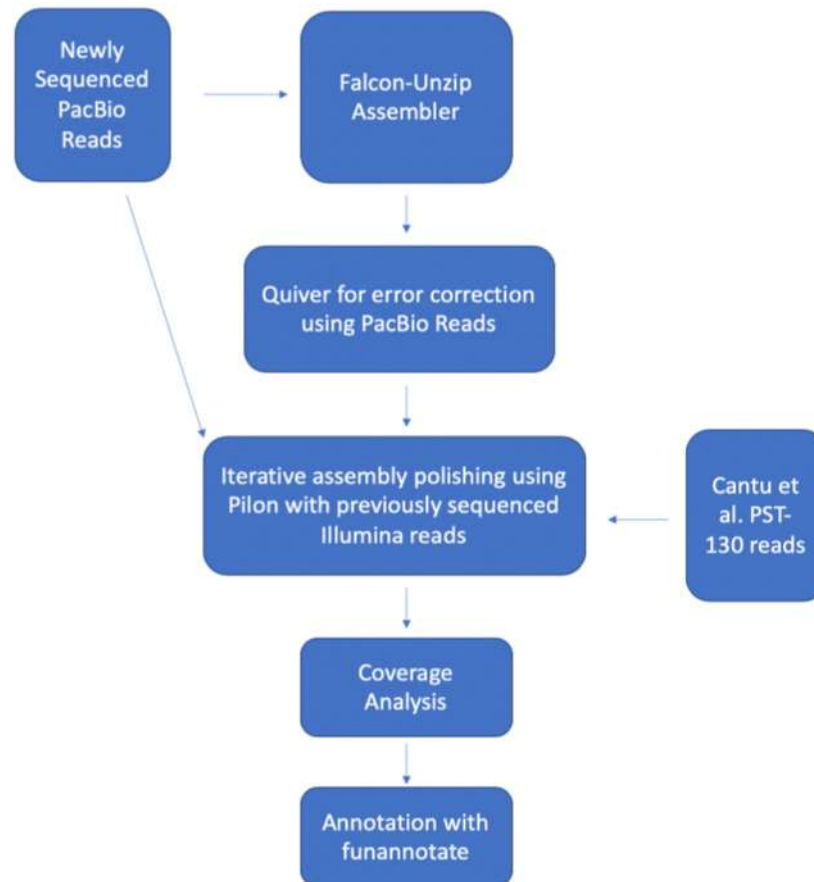 Newly
Sequenced
PacBio
Reads
Falcon-Unzip
Assembler
Quiver for error correction
using PacBio Reads
Iterative assembly polishing using
Pilon with previously sequenced
Illumina reads
Cantu et
al. PST-
130 reads
Coverage
Analysis
Annotation with
funannotate